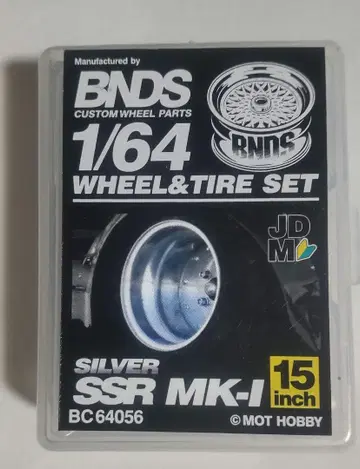 Manufactured by
BNDS
CUSTOM WHEEL PARTS
BNDS
1/64
WHEEL&TIRE SET
JD
M
SILVER
SSR MK-I
15
inch
BC64056
©MOT HOBBY